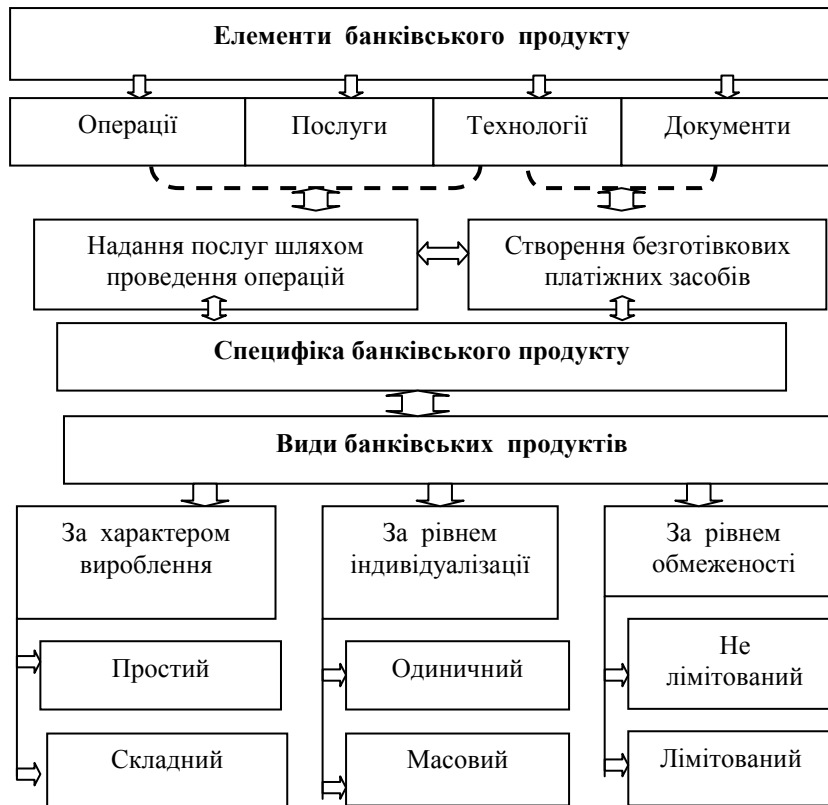 Елементи банківського продукту
Операції
Послуги
Технології
Документи
Надання послуг шляхом
проведення операцій
Створення безготівкових
платіжних засобів
Специфіка банківського продукту
Види банківських продуктів
За характером
вироблення
За рівнем
індивідуалізації
За рівнем
обмеженості
Простий
Одиничний
Не
лімітований
Складний
Масовий
Лімітований